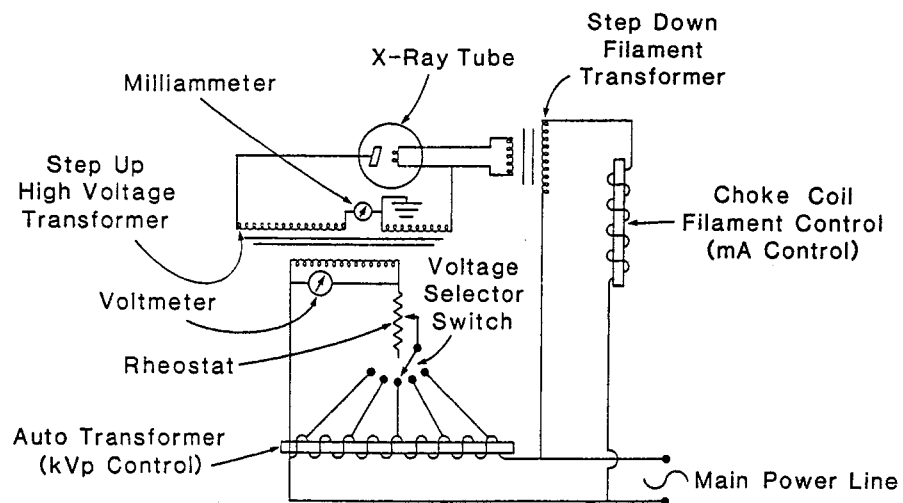 Step Down
Filament
Transformer
X-Ray Tube
Milliammeter
Step Up
High Voltage
Transformer
Choke Coil
Filament Control
(mA Control)
Voltmeter
Voltage
Selector
Switch
Rheostat
Auto Transformer
(kVp Control)
Main Power Line